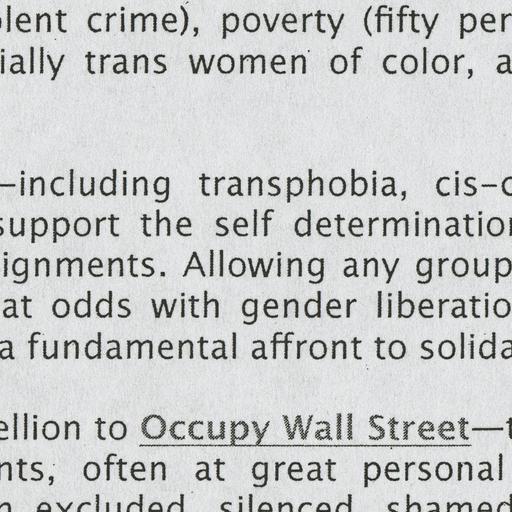 olent crime), poverty (fifty per
ially trans women of color, a
—including transphobia, cis-c
support the self determination
ignments. Allowing any group
at odds with gender liberatio
a fundamental affront to solida
ellion to Occupy Wall Street—t
nts, often at great personal
n excluded, silenced, shamed